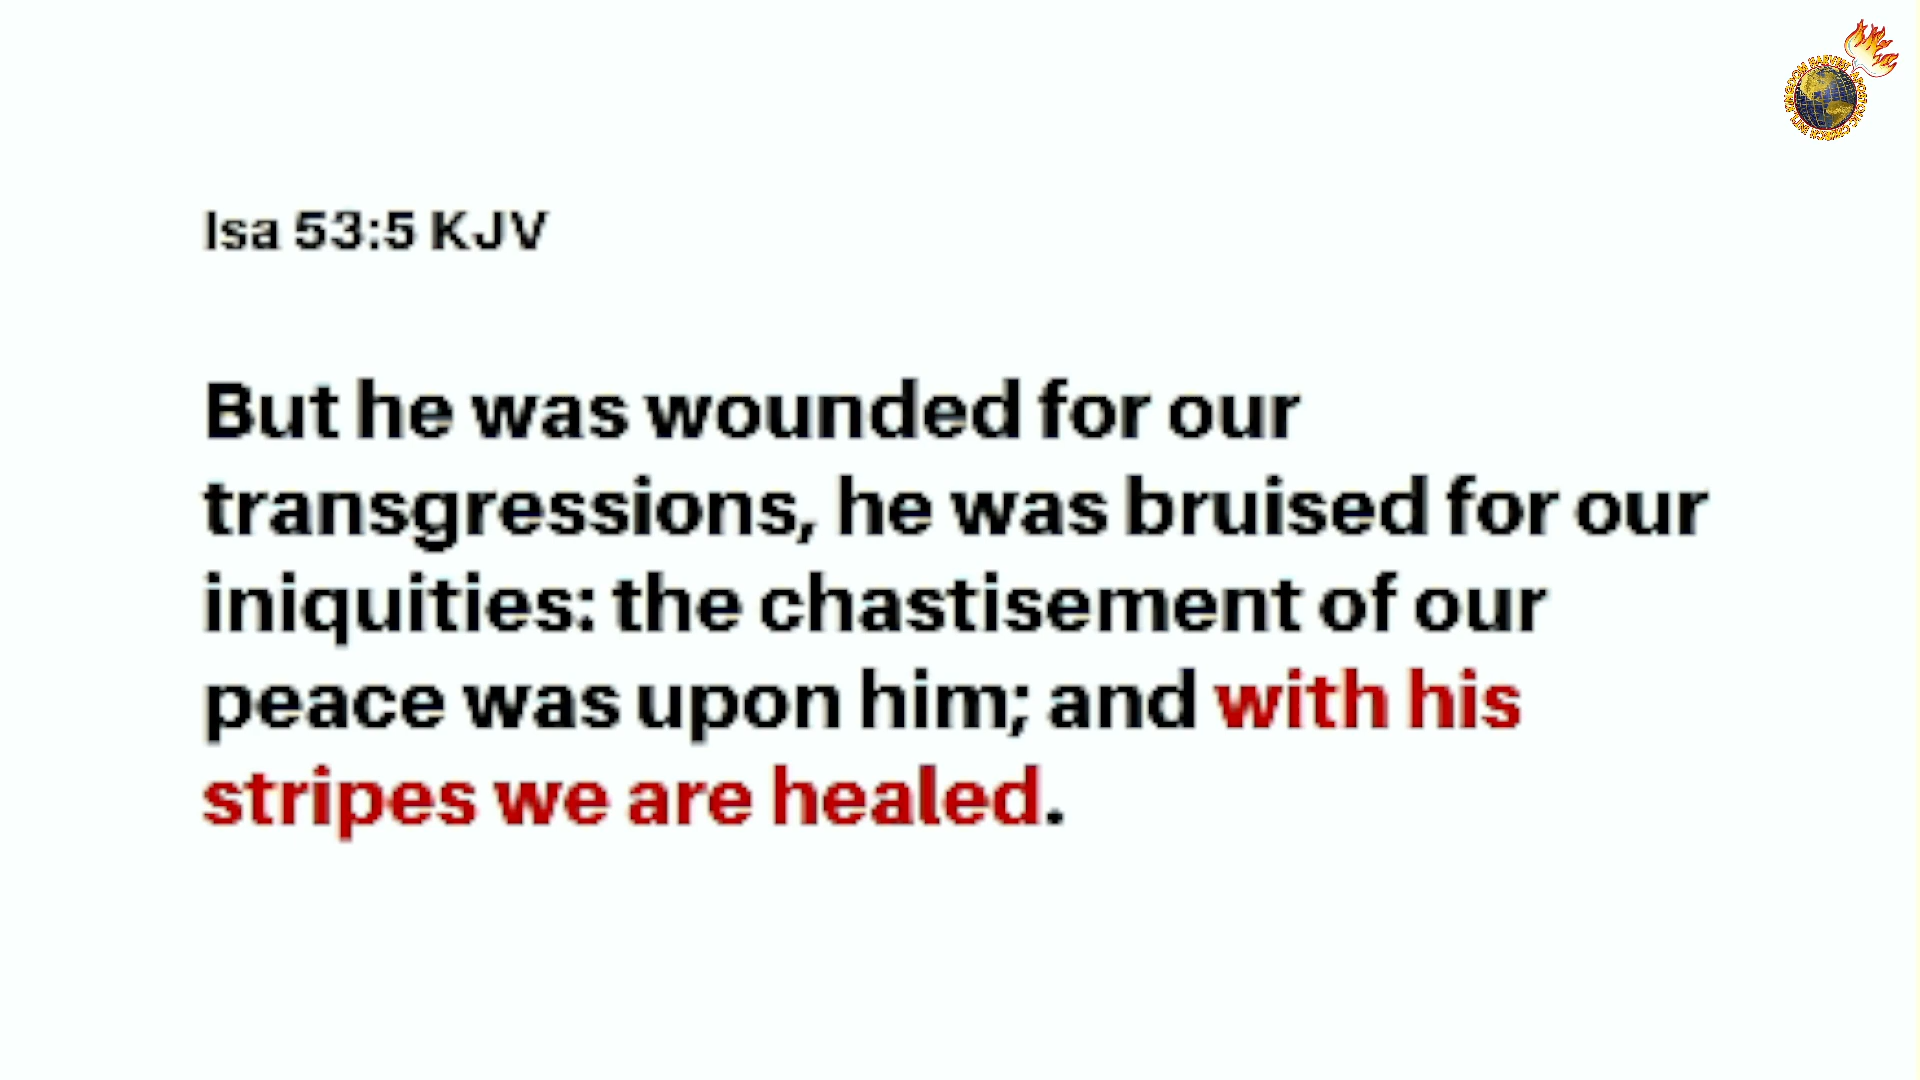 Isa 53:5 KJV
But he was wounded for our
transgressions, he was bruised for our
iniquities: the chastisement of our
peace was upon him; and with his
stripes we are healed.